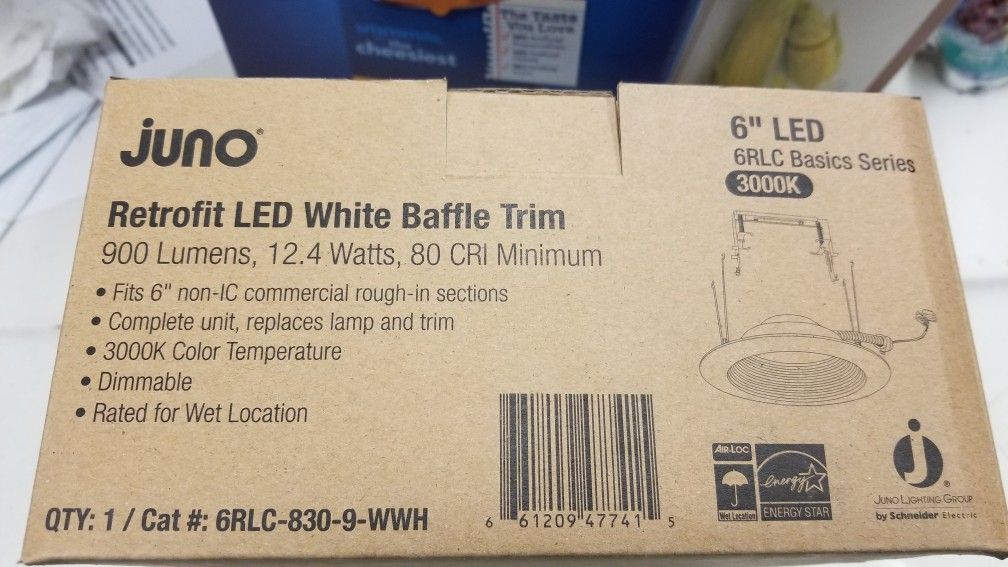 The Taste
You Love
cheesiest
juno®
6" LED
6RLC Basics Series
3000K
Retrofit LED White Baffle Trim
900 Lumens, 12.4 Watts, 80 CRI Minimum
• Fits 6" non-IC commercial rough-in sections
• Complete unit, replaces lamp and trim
• 3000K Color Temperature
• Dimmable
• Rated for Wet Location
AIR-LOC
Wet Location
energy
ENERGY STAR
j®
JUNO LIGHTING GROUP
by Schneider Electric
QTY: 1 / Cat #: 6RLC-830-9-WWH
6 61209 47741 5